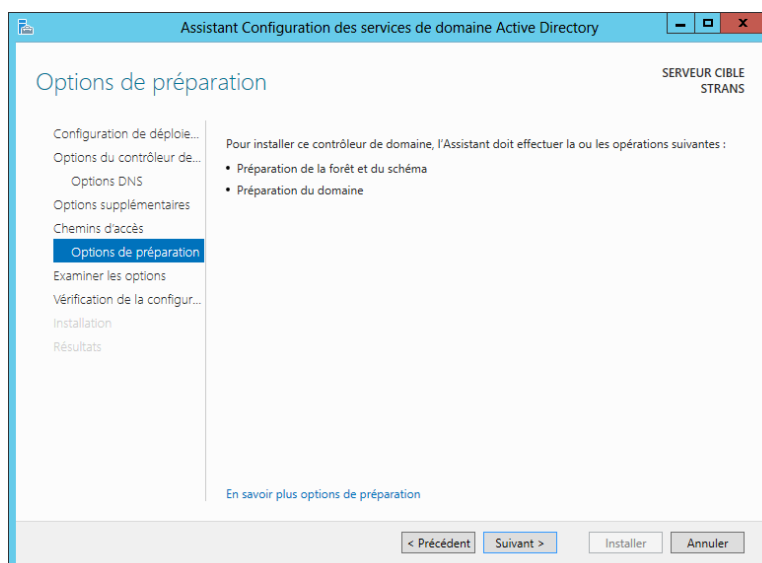 Assistant Configuration des services de domaine Active Directory
Options de préparation
SERVEUR CIBLE
STRANS
Configuration de déploie...
Options du contrôleur de...
Options DNS
Options supplémentaires
Chemins d'accès
Options de préparation
Examiner les options
Vérification de la configur...
Installation
Résultats
Pour installer ce contrôleur de domaine, l'Assistant doit effectuer la ou les opérations suivantes :
• Préparation de la forêt et du schéma
• Préparation du domaine
En savoir plus options de préparation
< Précédent Suivant > Installer Annuler